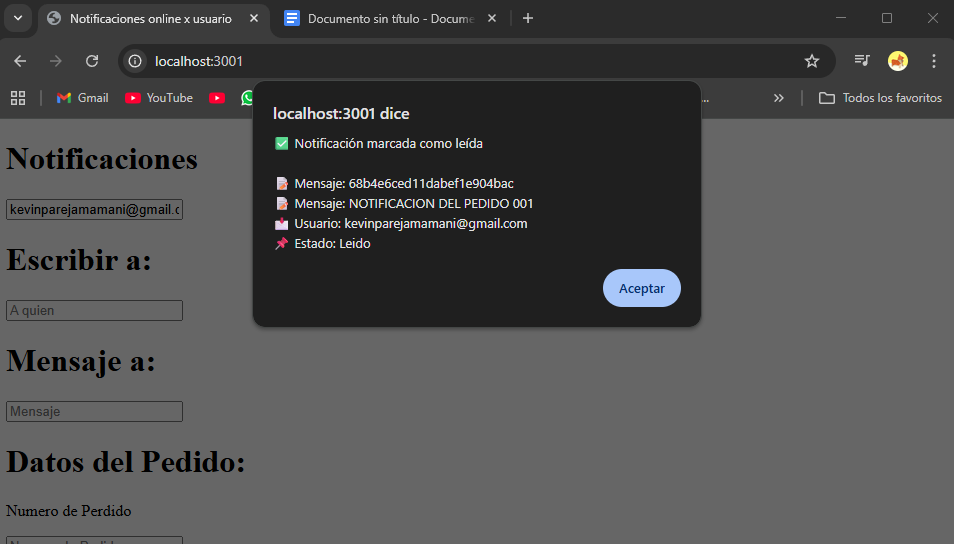 Notificaciones online x usuario
Documento sin título - Docume
localhost:3001
Gmail
YouTube
Todos los favoritos
localhost:3001 dice
✅ Notificación marcada como leída
📝 Mensaje: 68b4e6ced11dabef1e904bac
📝 Mensaje: NOTIFICACION DEL PEDIDO 001
📩 Usuario: kevinparejamamani@gmail.com
📌 Estado: Leido
Aceptar
Notificaciones
kevinparejamamani@gmail.c
Escribir a:
A quien
Mensaje a:
Mensaje
Datos del Pedido:
Numero de Perdido